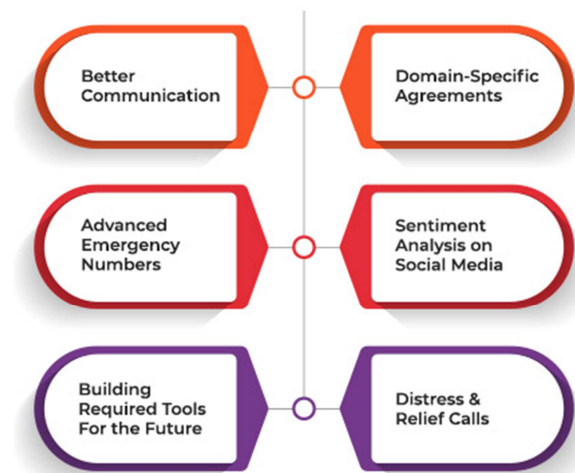 Better
Communication
Domain-Specific
Agreements
Advanced
Emergency
Numbers
Sentiment
Analysis on
Social Media
Building
Required Tools
For the Future
Distress &
Relief Calls